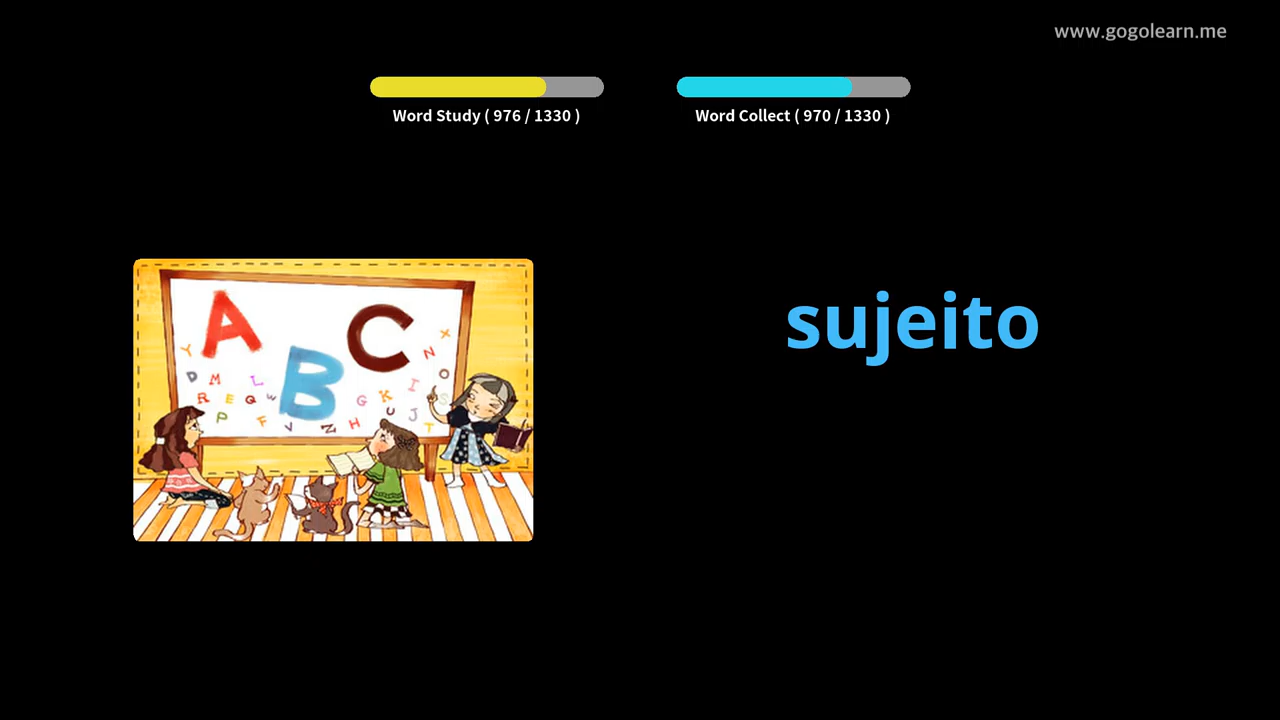 www.gogolearn.me
Word Study ( 976 / 1330 )
Word Collect ( 970 / 1330 )
sujeito
A
B
C
Y
X
N
D M L
O
R E Q W
G K I
S
P F V Z H U J T